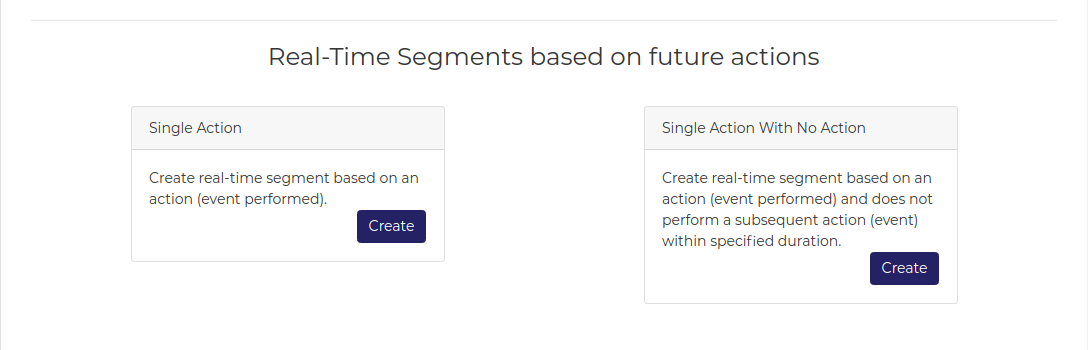 Real-Time Segments based on future actions
Single Action
Create real-time segment based on an
action (event performed).
Create
Single Action With No Action
Create real-time segment based on an
action (event performed) and does not
perform a subsequent action (event)
within specified duration.
Create